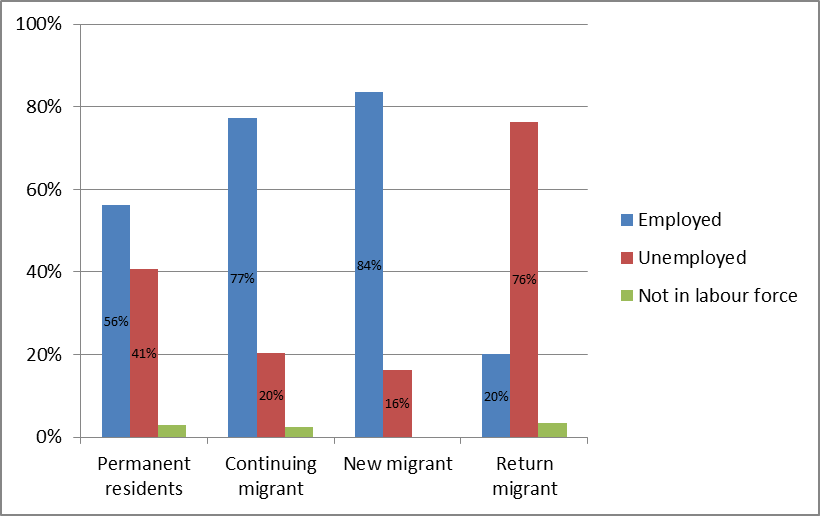 100%
80%
60%
40%
20%
0%
56%
41%
77%
20%
84%
16%
20%
76%
Permanent
residents
Continuing
migrant
New migrant
Return
migrant
Employed
Unemployed
Not in labour force